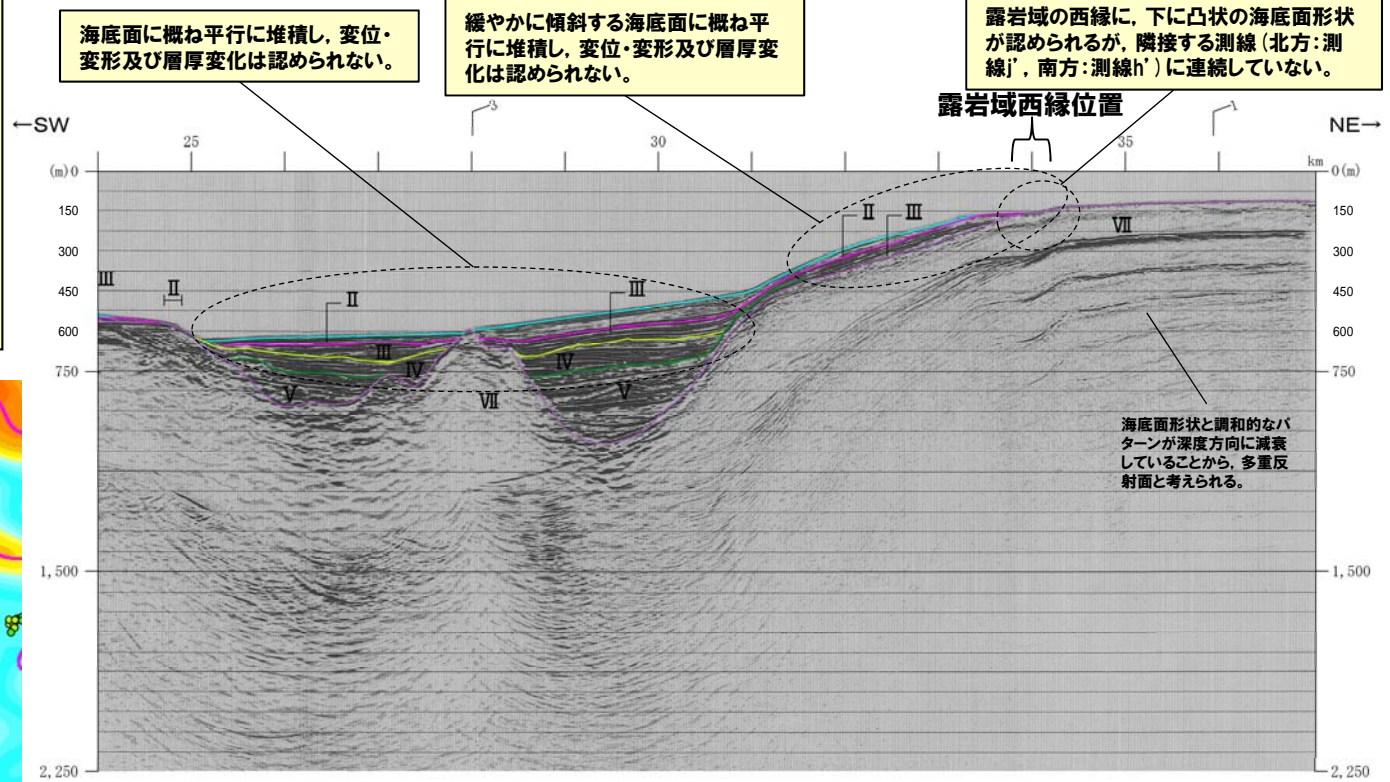 海底面に概ね平行に堆積し，変位・
変形及び層厚変化は認められない。
緩やかに傾斜する海底面に概ね平
行に堆積し，変位・変形及び層厚変
化は認められない。
露岩域の西縁に，下に凸状の海底面形状
が認められるが，隣接する測線（北方：測
線j'，南方：測線h'）に連続していない。
露岩域西縁位置
←SW
NE→
25
3
30
35
1
km
(m) 0
0(m)
150
150
300
300
450
450
600
600
750
750
1,500
1,500
2,250
2,250
Ⅲ
Ⅱ
Ⅱ
Ⅲ
Ⅱ
Ⅲ
Ⅶ
Ⅲ
Ⅳ
Ⅳ
Ⅴ
Ⅶ
Ⅴ
海底面形状と調和的なパ
ターンが深度方向に減衰
していることから，多重反
射面と考えられる。